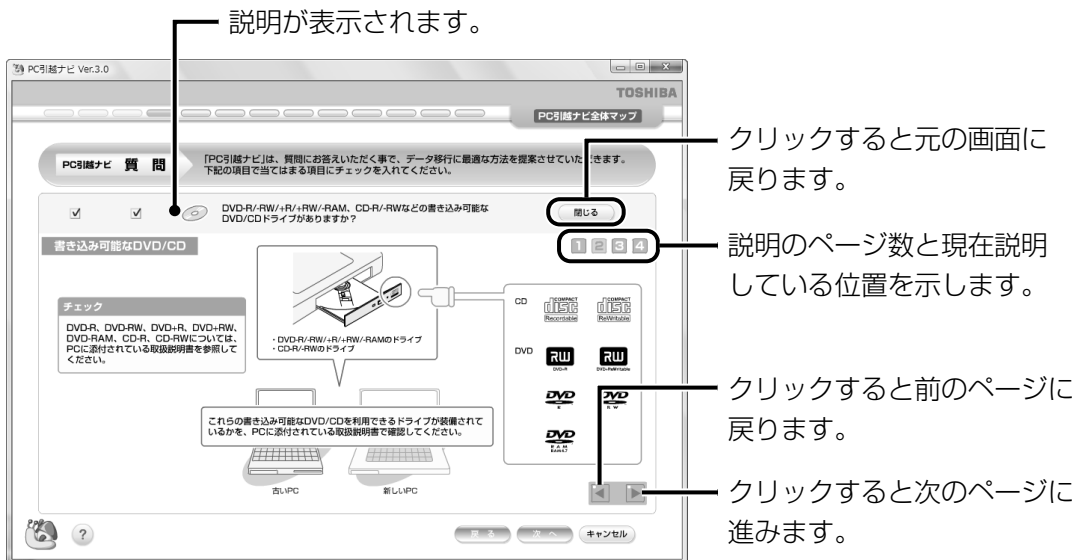 説明が表示されます。
PC引越ナビ Ver.3.0
TOSHIBA
PC引越ナビ全体マップ
PC引越ナビ 質 問
「PC引越ナビ」は、質問にお答えいただく事で、データ移行に最適な方法を提案させていただきます。
下記の項目で当てはまる項目にチェックを入れてください。
クリックすると元の画面に
戻ります。
DVD-R/-RW/+R/+RW/-RAM、CD-R/-RWなどの書き込み可能な
DVD/CDドライブがありますか？
閉じる
書き込み可能なDVD/CD
1 2 3 4
説明のページ数と現在説明
している位置を示します。
チェック
DVD-R、DVD-RW、DVD+R、DVD+RW、
DVD-RAM、CD-R、CD-RWについては、
PCに添付されている取扱説明書を参照して
ください。
・DVD-R/-RW/+R/+RW/-RAMのドライブ
・CD-R/-RWのドライブ
CD
COMPACT
disc
Recordable
COMPACT
disc
ReWritable
DVD
RW
DVD+R
RW
DVD+ReWritable
DVD
R
DVD
R W
DVD
RAM
RAM4.7
これらの書き込み可能なDVD/CDを利用できるドライブが装備されて
いるかを、PCに添付されている取扱説明書で確認してください。
古いPC
新しいPC
クリックすると前のページに
戻ります。
クリックすると次のページに
進みます。
?
戻 る
次 へ
キャンセル